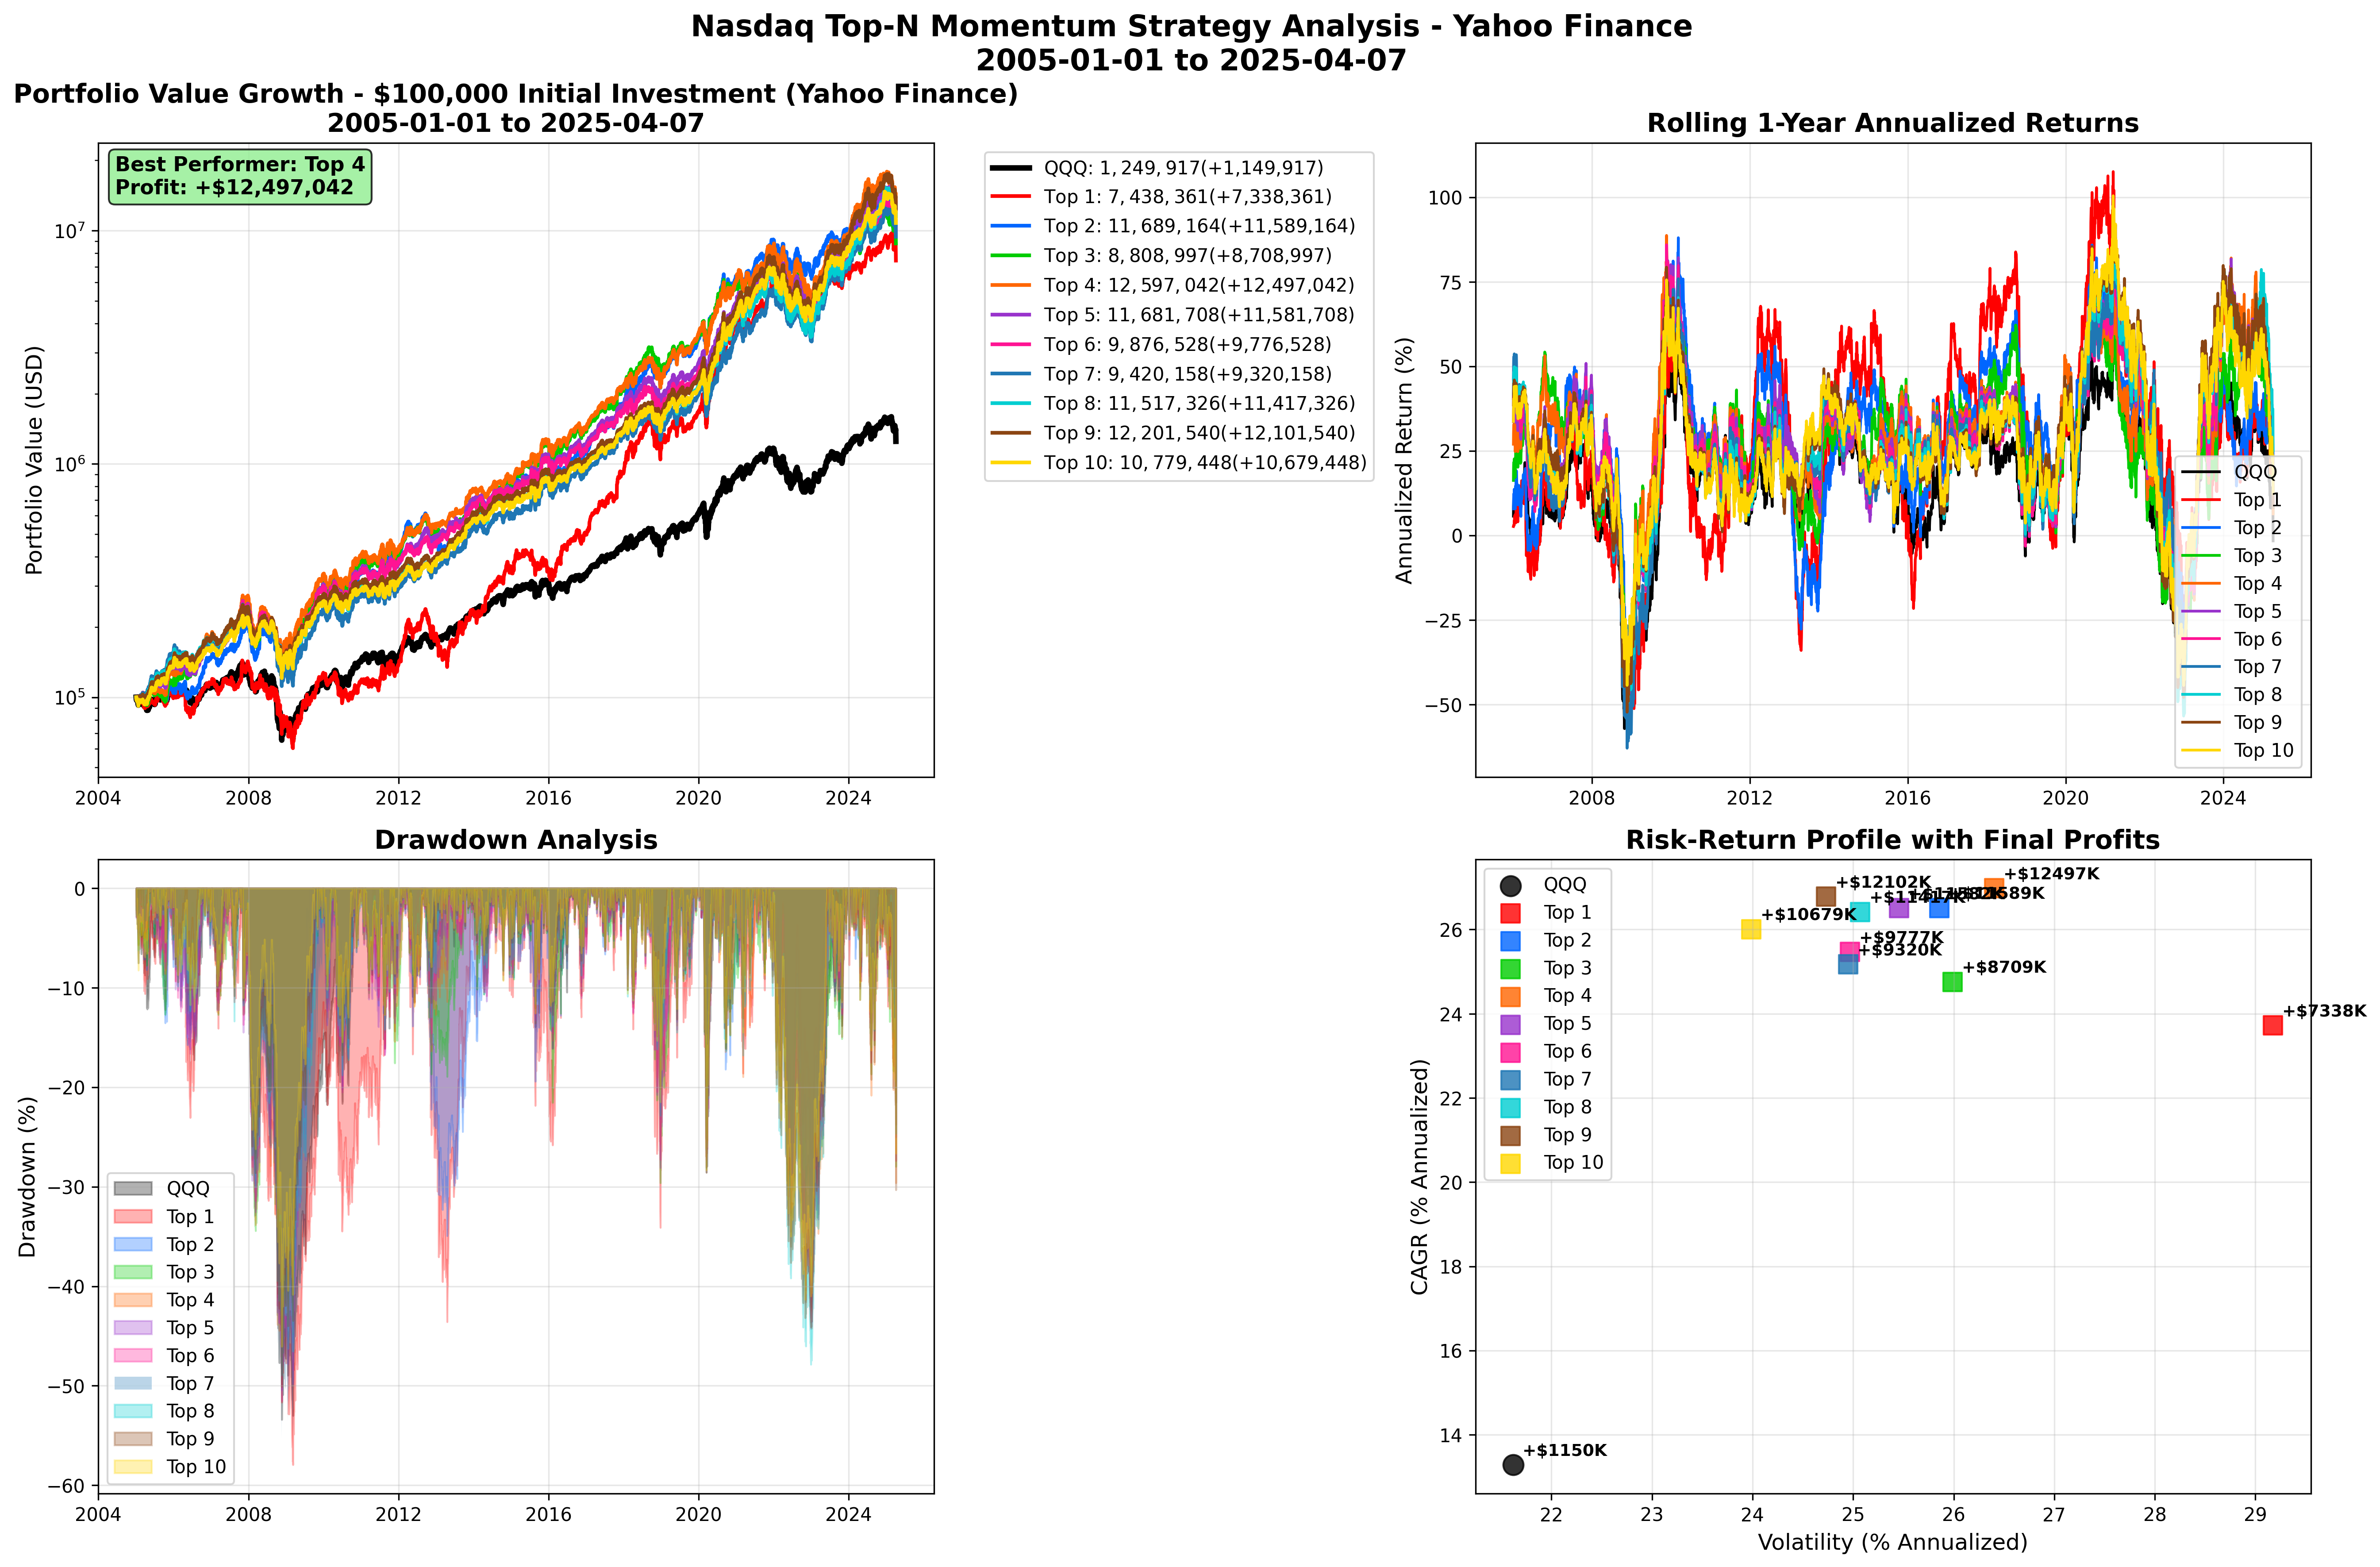 Nasdaq Top-N Momentum Strategy Analysis - Yahoo Finance
2005-01-01 to 2025-04-07
Portfolio Value Growth - $100,000 Initial Investment (Yahoo Finance)
2005-01-01 to 2025-04-07
Best Performer: Top 4
Profit: +$12,497,042
Portfolio Value (USD)
10^7
10^6
10^5
2004 2008 2012 2016 2020 2024
QQQ: 1, 249, 917(+1,149,917)
Top 1: 7, 438, 361(+7,338,361)
Top 2: 11, 689, 164(+11,589,164)
Top 3: 8, 808, 997(+8,708,997)
Top 4: 12, 597, 042(+12,497,042)
Top 5: 11, 681, 708(+11,581,708)
Top 6: 9, 876, 528(+9,776,528)
Top 7: 9, 420, 158(+9,320,158)
Top 8: 11, 517, 326(+11,417,326)
Top 9: 12, 201, 540(+12,101,540)
Top 10: 10, 779, 448(+10,679,448)
Rolling 1-Year Annualized Returns
Annualized Return (%)
100
75
50
25
0
−25
−50
2008 2012 2016 2020 2024
QQQ
Top 1
Top 2
Top 3
Top 4
Top 5
Top 6
Top 7
Top 8
Top 9
Top 10
Drawdown Analysis
Drawdown (%)
0
−10
−20
−30
−40
−50
−60
2004 2008 2012 2016 2020 2024
QQQ
Top 1
Top 2
Top 3
Top 4
Top 5
Top 6
Top 7
Top 8
Top 9
Top 10
Risk-Return Profile with Final Profits
CAGR (% Annualized)
26
24
22
20
18
16
14
22 23 24 25 26 27 28 29
Volatility (% Annualized)
QQQ
Top 1
Top 2
Top 3
Top 4
Top 5
Top 6
Top 7
Top 8
Top 9
Top 10
+$12497K
+$12102K
+$10679K
+$9777K
+$9320K
+$8709K
+$7338K
+$1150K